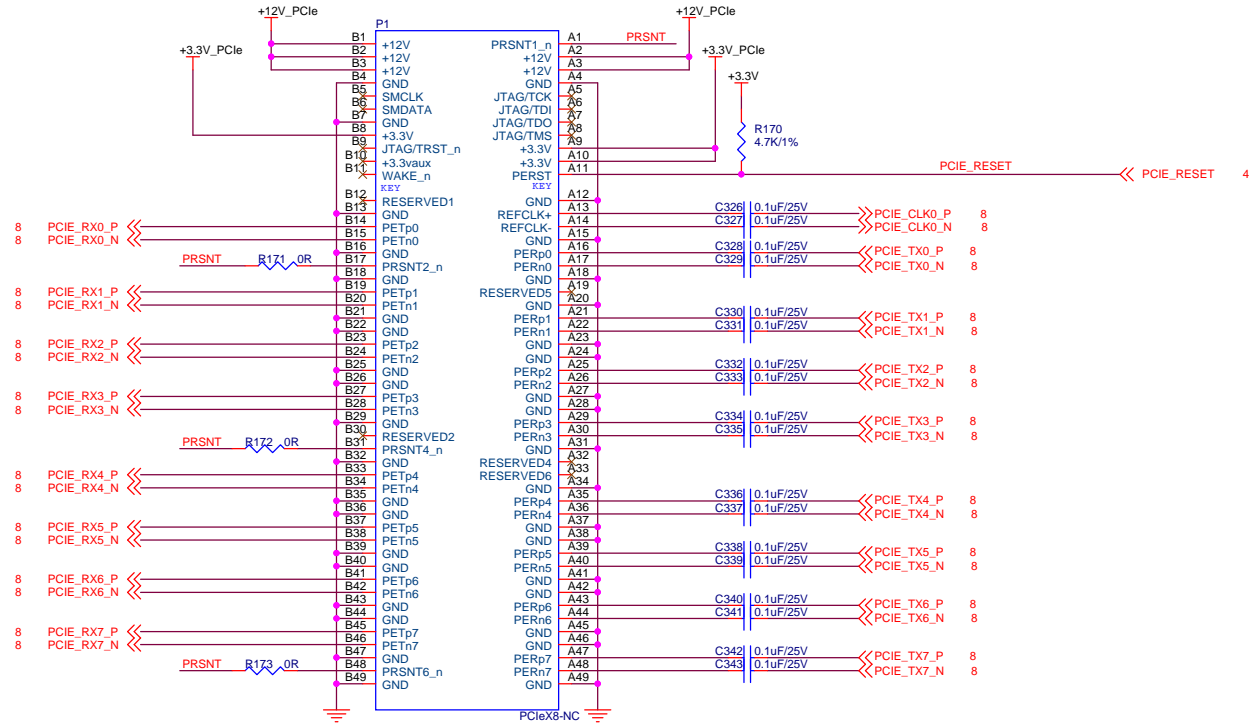 +12V_PCIe +12V_PCIe
P1
B1 +12V PRSNT1_n A1 PRSNT
B2 +12V +12V A2
+3.3V_PCIe B3 +12V +12V A3 +3.3V_PCIe
B4 GND GND A4
B5 SMCLK JTAG/TCK A5 +3.3V
B6 SMDATA JTAG/TDI A6
B7 GND JTAG/TDO A7
B8 +3.3V JTAG/TMS A8 R170
B9 JTAG/TRST_n +3.3V A9 4.7K/1%
B10 +3.3vaux +3.3V A10
B11 WAKE_n PERST A11 PCIE_RESET PCIE_RESET 4
KEY KEY
B12 RESERVED1 GND A12
B13 GND REFCLK+ A13 C326 0.1uF/25V PCIE_CLK0_P 8
8 PCIE_RX0_P B14 PETp0 REFCLK- A14 C327 0.1uF/25V PCIE_CLK0_N 8
8 PCIE_RX0_N B15 PETn0 GND A15
B16 GND PERp0 A16 C328 0.1uF/25V PCIE_TX0_P 8
PRSNT R171 0R B17 PRSNT2_n PERn0 A17 C329 0.1uF/25V PCIE_TX0_N 8
B18 GND GND A18
8 PCIE_RX1_P B19 PETp1 RESERVED5 A19
8 PCIE_RX1_N B20 PETn1 GND A20
B21 GND PERp1 A21 C330 0.1uF/25V PCIE_TX1_P 8
B22 GND PERn1 A22 C331 0.1uF/25V PCIE_TX1_N 8
8 PCIE_RX2_P B23 PETp2 GND A23
8 PCIE_RX2_N B24 PETn2 GND A24
B25 GND PERp2 A25 C332 0.1uF/25V PCIE_TX2_P 8
B26 GND PERn2 A26 C333 0.1uF/25V PCIE_TX2_N 8
8 PCIE_RX3_P B27 PETp3 GND A27
8 PCIE_RX3_N B28 PETn3 GND A28
B29 GND PERp3 A29 C334 0.1uF/25V PCIE_TX3_P 8
B30 RESERVED2 PERn3 A30 C335 0.1uF/25V PCIE_TX3_N 8
PRSNT R172 0R B31 PRSNT4_n GND A31
B32 GND RESERVED4 A32
8 PCIE_RX4_P B33 PETp4 RESERVED6 A33
8 PCIE_RX4_N B34 PETn4 GND A34
B35 GND PERp4 A35 C336 0.1uF/25V PCIE_TX4_P 8
B36 GND PERn4 A36 C337 0.1uF/25V PCIE_TX4_N 8
8 PCIE_RX5_P B37 PETp5 GND A37
8 PCIE_RX5_N B38 PETn5 GND A38
B39 GND PERp5 A39 C338 0.1uF/25V PCIE_TX5_P 8
B40 GND PERn5 A40 C339 0.1uF/25V PCIE_TX5_N 8
8 PCIE_RX6_P B41 PETp6 GND A41
8 PCIE_RX6_N B42 PETn6 GND A42
B43 GND PERp6 A43 C340 0.1uF/25V PCIE_TX6_P 8
B44 GND PERn6 A44 C341 0.1uF/25V PCIE_TX6_N 8
8 PCIE_RX7_P B45 PETp7 GND A45
8 PCIE_RX7_N B46 PETn7 GND A46
B47 GND PERp7 A47 C342 0.1uF/25V PCIE_TX7_P 8
PRSNT R173 0R B48 PRSNT6_n PERn7 A48 C343 0.1uF/25V PCIE_TX7_N 8
B49 GND GND A49
PCIeX8-NC